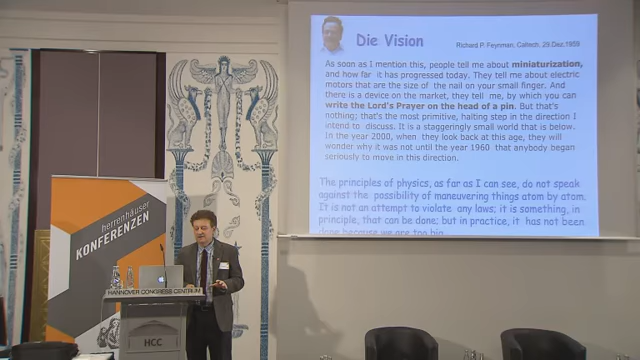 Die Vision
Richard P. Feynman, Caltech, 29.Dez.1959
As soon as I mention this, people tell me about miniaturization,
and how far it has progressed today. They tell me about electric
motors that are the size of the nail on your small finger. And
there is a device on the market, they tell me, by which you can
write the Lord's Prayer on the head of a pin. But that's
nothing; that's the most primitive, halting step in the direction I
intend to discuss. It is a staggeringly small world that is below.
In the year 2000, when they look back at this age, they will
wonder why it was not until the year 1960 that anybody began
seriously to move in this direction.
The principles of physics, as far as I can see, do not speak
against the possibility of maneuvering things atom by atom.
It is not an attempt to violate any laws; it is something, in
principle, that can be done; but in practice, it has not been
done because we are too big
herrenhäuser
KONFERENZEN
HANNOVER CONGRESS CENTRUM
HCC